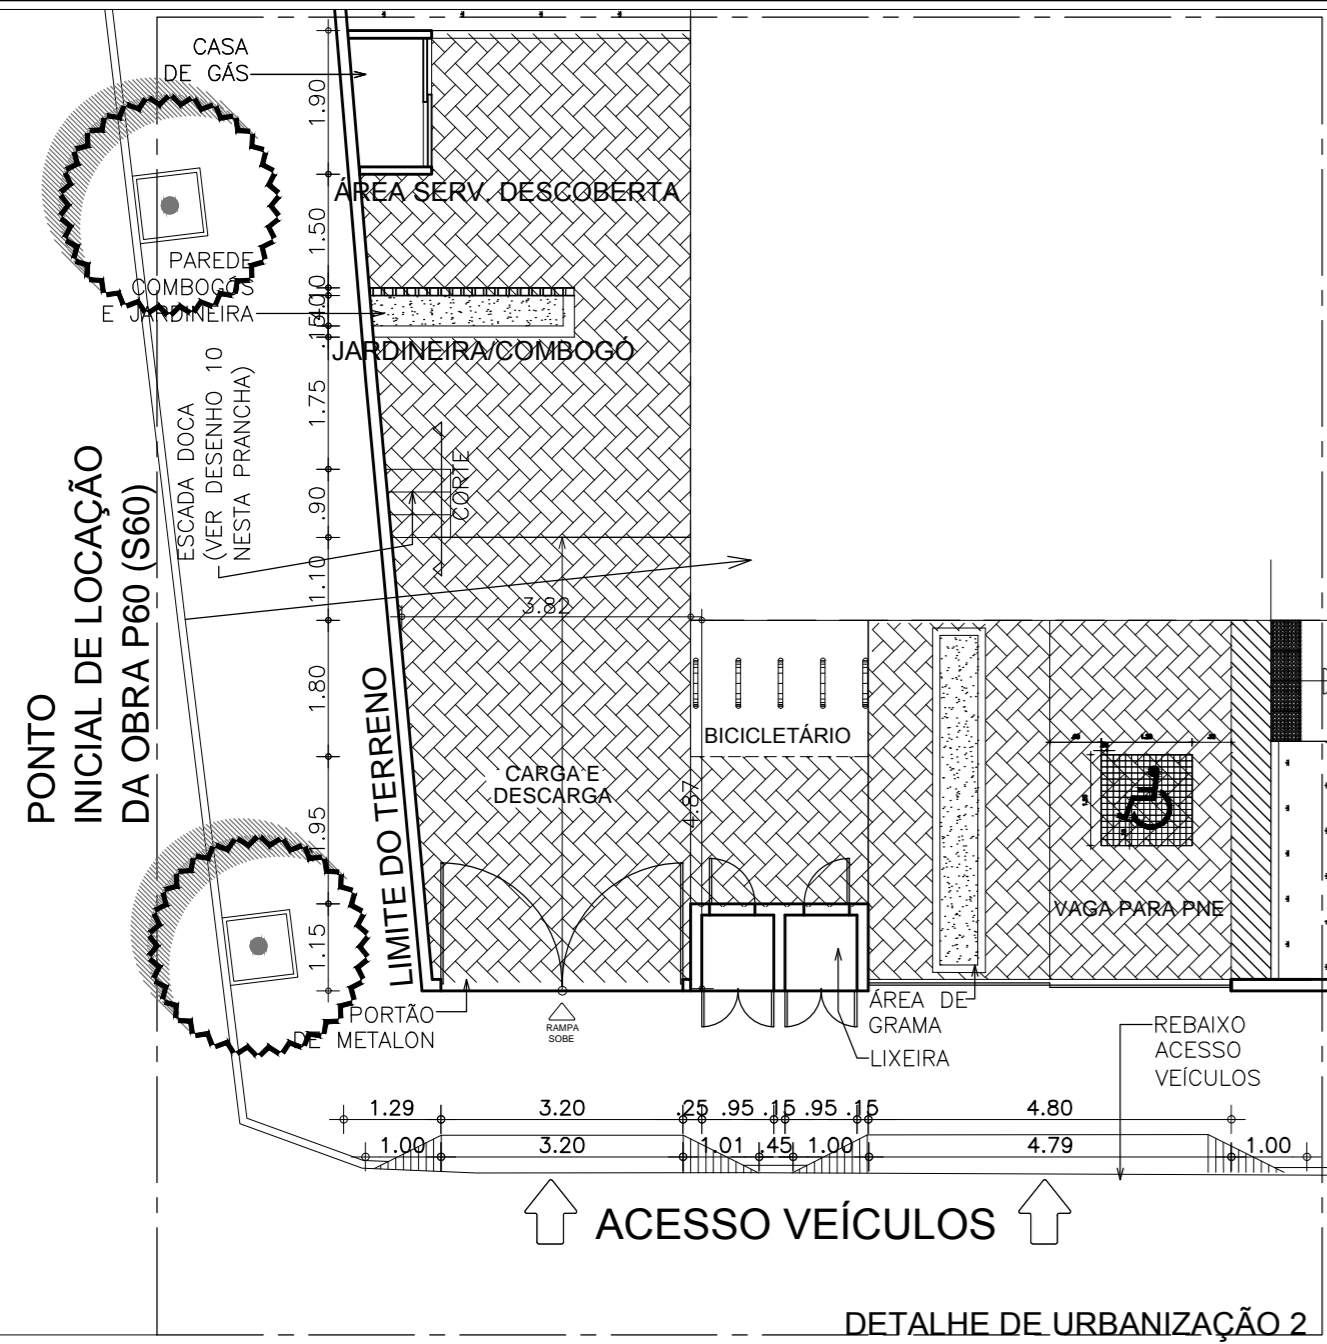 CASA
DE GÁS
1.90
ÁREA SERV. DESCOBERTA
1.50
PAREDE
COMBOGÓS
E JARDINEIRA
.15
.40
.10
JARDINEIRA/COMBOGÓ
1.75
ESCADA DOCA
(VER DESENHO 10
NESTA PRANCHA)
CORTE
.90
PONTO
INICIAL DE LOCAÇÃO
DA OBRA P60 (S60)
1.10
3.82
1.80
LIMITE DO TERRENO
BICICLETÁRIO
CARGA E
DESCARGA
4.87
.95
VAGA PARA PNE
1.15
PORTÃO
DE METALON
RAMPA
SOBE
ÁREA DE
GRAMA
LIXEIRA
REBAIXO
ACESSO
VEÍCULOS
1.29 3.20 .25 .95 .15 .95 .15 4.80
1.00 3.20 1.01 .45 1.00 4.79 1.00
ACESSO VEÍCULOS
DETALHE DE URBANIZAÇÃO 2